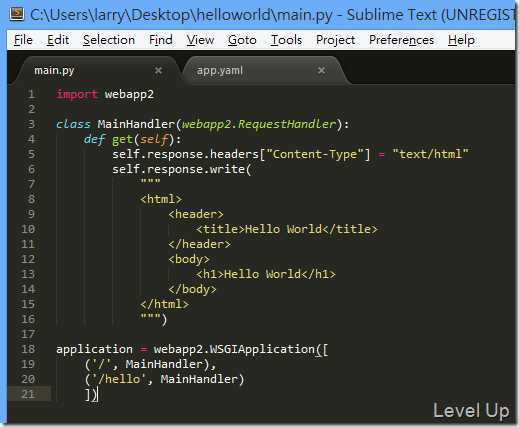 C:\Users\larry\Desktop\helloworld\main.py - Sublime Text (UNREGIST
File Edit Selection Find View Goto Tools Project Preferences Help
main.py × app.yaml ×
1 import webapp2
2
3 class MainHandler(webapp2.RequestHandler):
4     def get(self):
5         self.response.headers["Content-Type"] = "text/html"
6         self.response.write(
7             """
8             <html>
9                 <header>
10                     <title>Hello World</title>
11                 </header>
12                 <body>
13                     <h1>Hello World</h1>
14                 </body>
15             </html>
16             """)
17
18 application = webapp2.WSGIApplication([
19     ('/', MainHandler),
20     ('/hello', MainHandler)
21     ])
Level Up